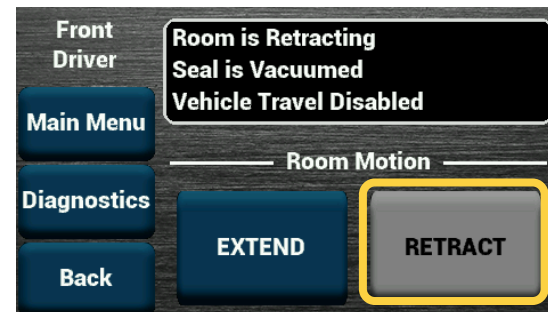 Front
Driver
Main Menu
Diagnostics
Back
Room is Retracting
Seal is Vacuumed
Vehicle Travel Disabled
Room Motion
EXTEND
RETRACT